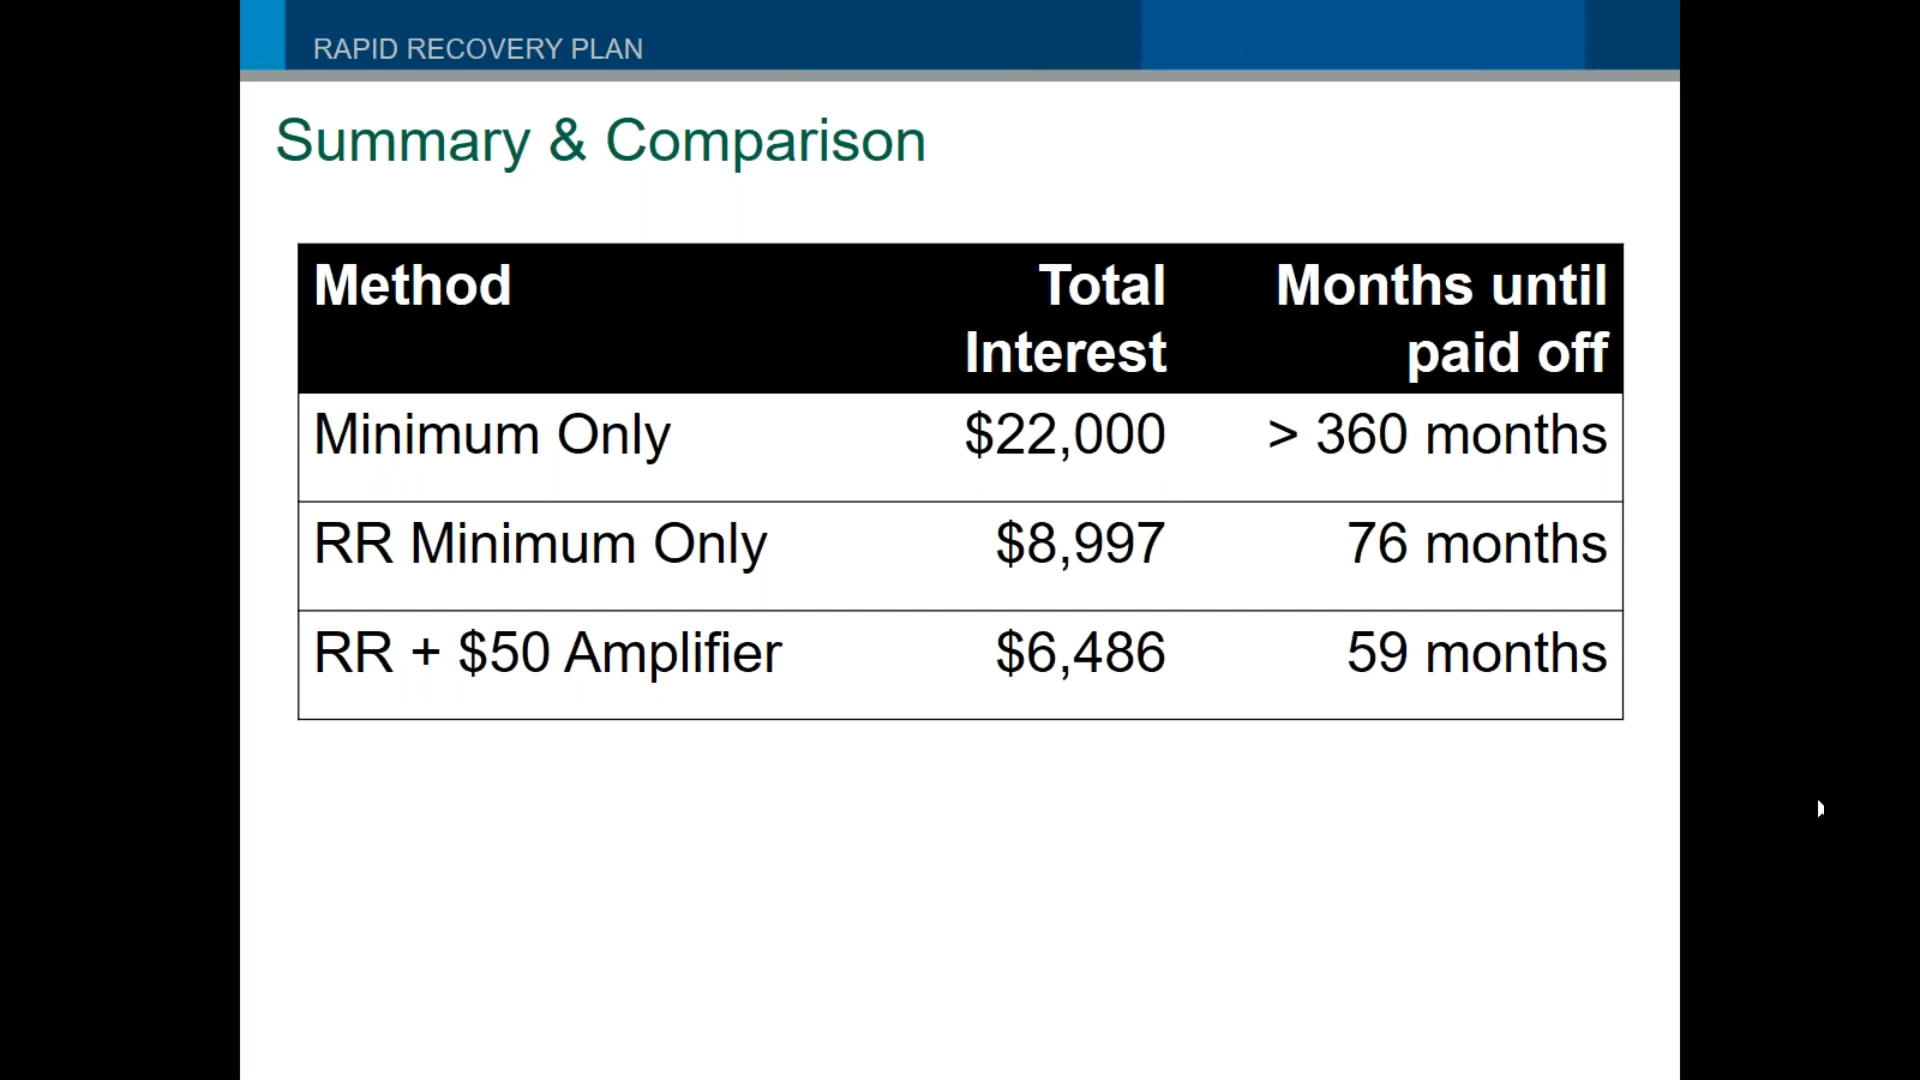 RAPID RECOVERY PLAN
Summary & Comparison
Method Total Interest Months until paid off
Minimum Only $22,000 > 360 months
RR Minimum Only $8,997 76 months
RR + $50 Amplifier $6,486 59 months